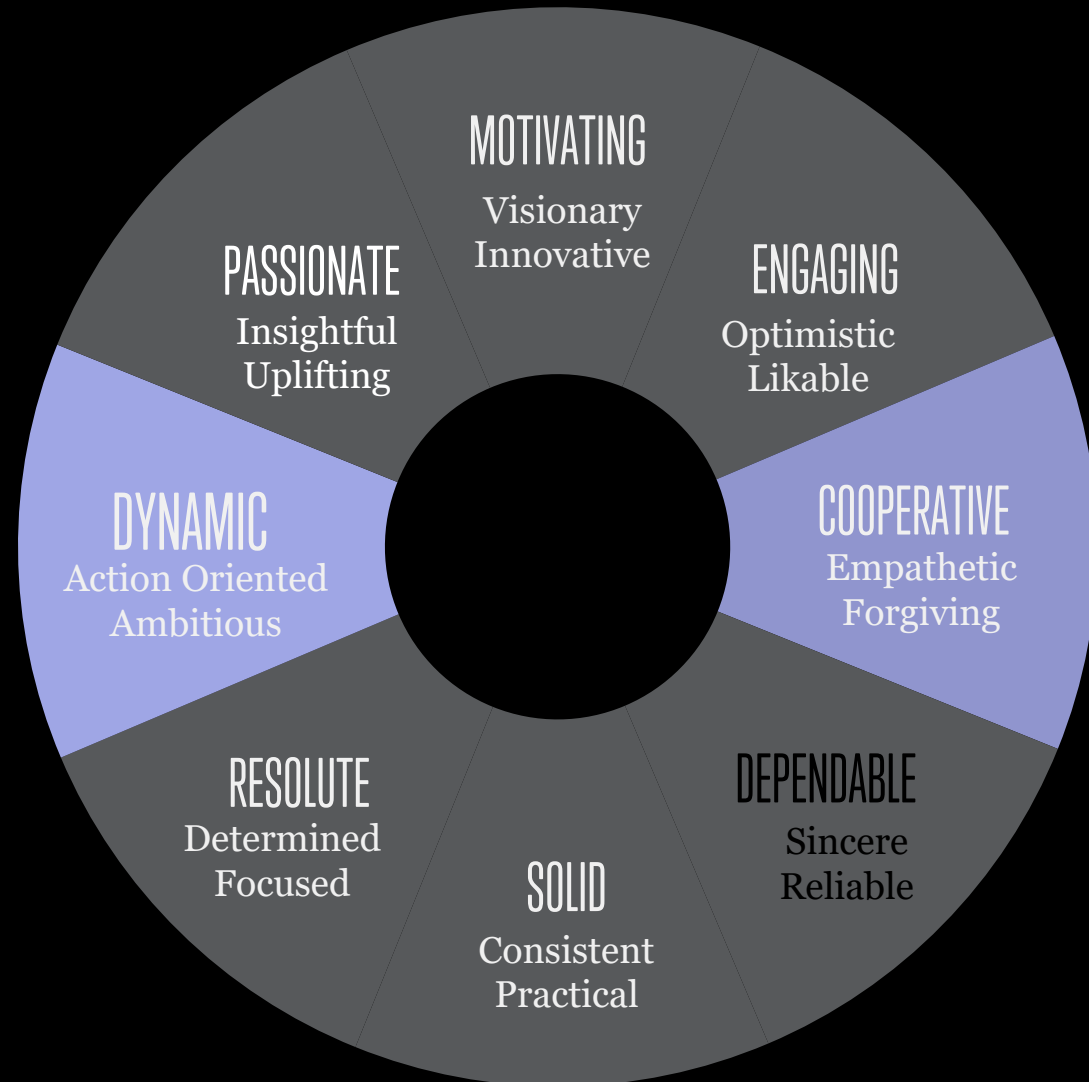 MOTIVATING
Visionary
Innovative
ENGAGING
Optimistic
Likable
COOPERATIVE
Empathetic
Forgiving
DEPENDABLE
Sincere
Reliable
SOLID
Consistent
Practical
RESOLUTE
Determined
Focused
DYNAMIC
Action Oriented
Ambitious
PASSIONATE
Insightful
Uplifting